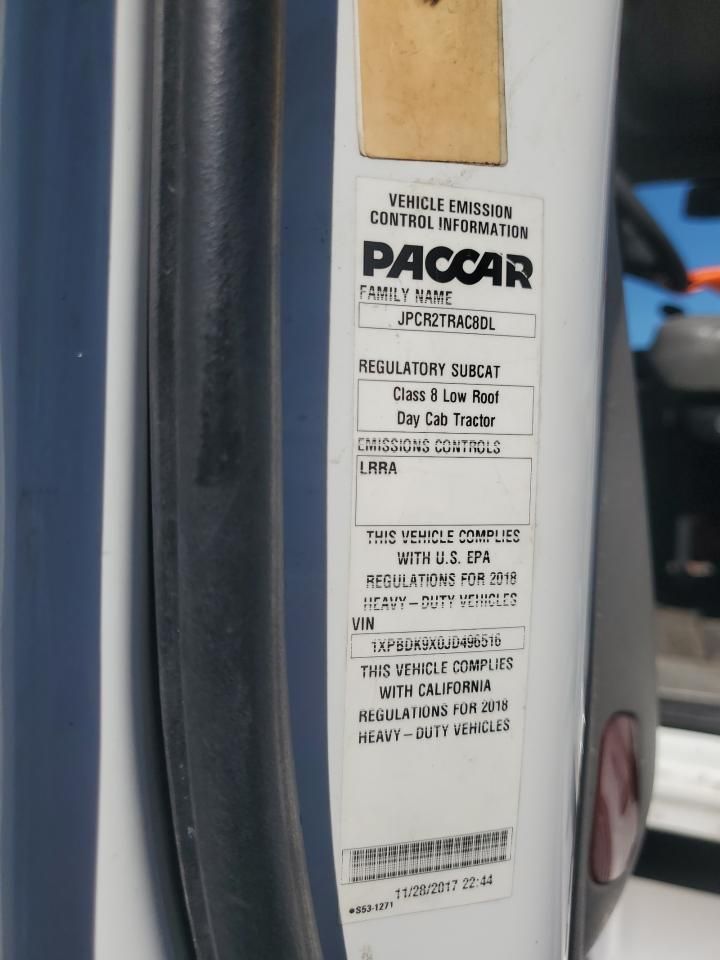 VEHICLE EMISSION
CONTROL INFORMATION
PACCAR
FAMILY NAME
JPCR2TRAC8DL
REGULATORY SUBCAT
Class 8 Low Roof
Day Cab Tractor
EMISSIONS CONTROLS
LRRA
THIS VEHICLE COMPLIES
WITH U.S. EPA
REGULATIONS FOR 2018
HEAVY-DUTY VEHICLES
VIN
1XPBDK9X0JD496516
THIS VEHICLE COMPLIES
WITH CALIFORNIA
REGULATIONS FOR 2018
HEAVY-DUTY VEHICLES
11/28/2017 22:44
S53-1271